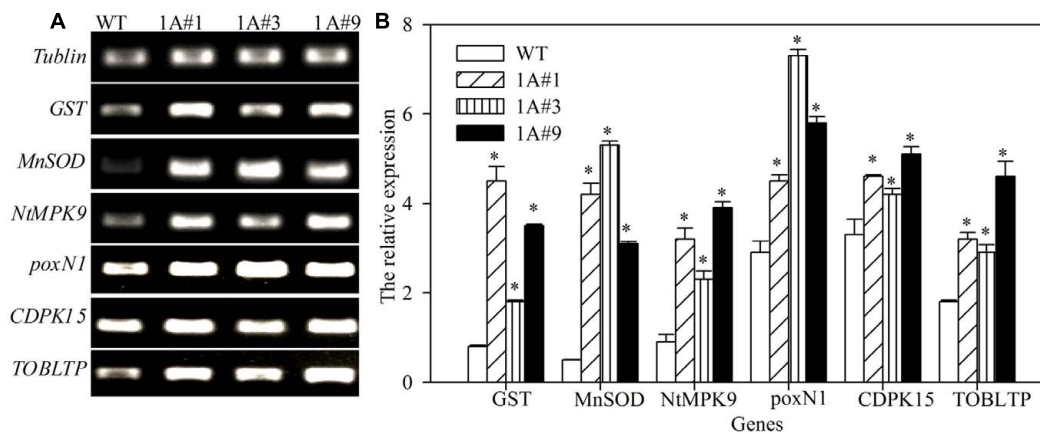 A
WT 1A#1 1A#3 1A#9
Tublin
GST
MnSOD
NtMPK9
poxN1
CDPK15
TOBLTP
B
The relative expression
8
6
4
2
0
WT
1A#1
1A#3
1A#9
* * *
* * *
* * *
* * *
* * *
* * *
GST MnSOD NtMPK9 poxN1 CDPK15 TOBLTP
Genes